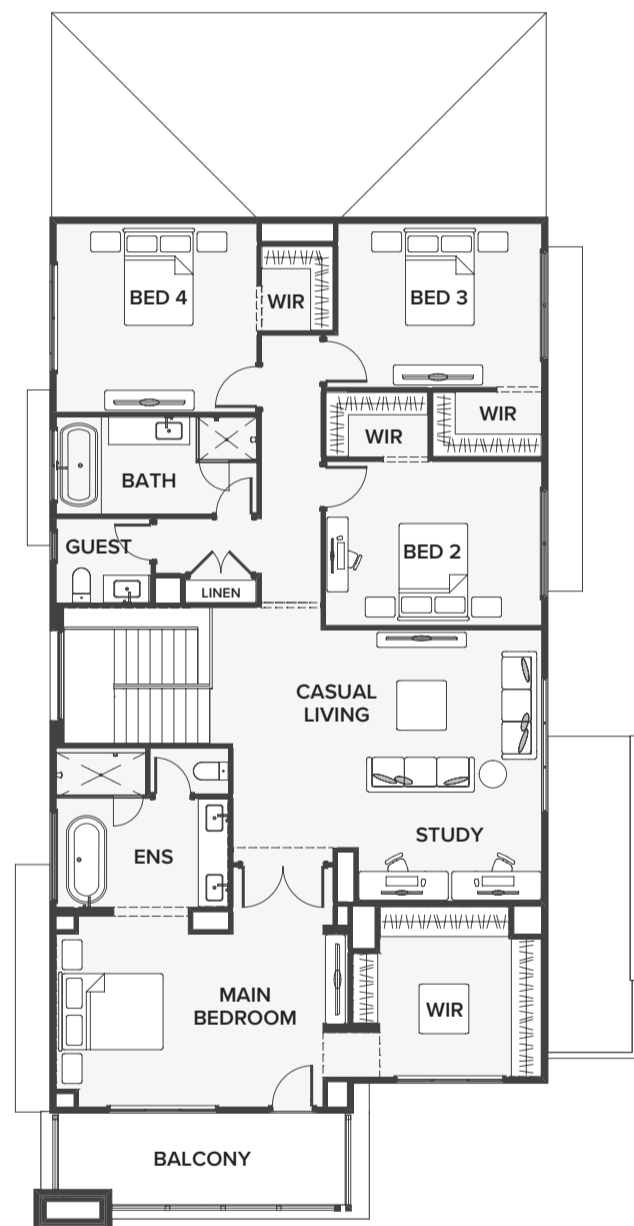 BED 4
WIR
BED 3
WIR
WIR
BATH
GUEST
BED 2
LINEN
CASUAL
LIVING
STUDY
ENS
MAIN
BEDROOM
WIR
BALCONY